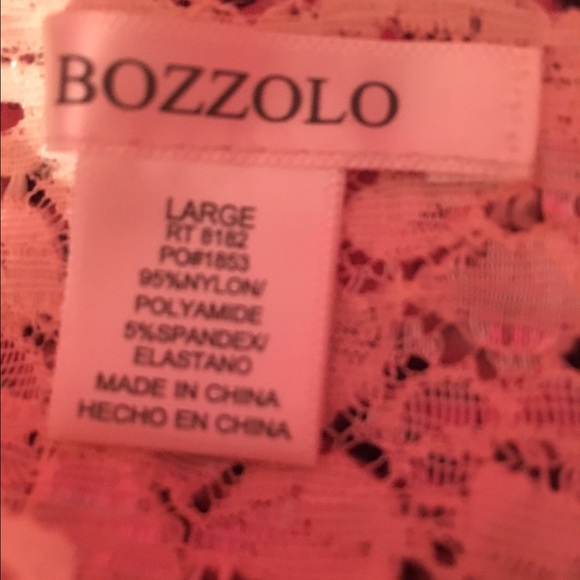 BOZZOLO
LARGE
RT 8182
PO#1853
95%NYLON/
POLYAMIDE
5%SPANDEX/
ELASTANO
MADE IN CHINA
HECHO EN CHINA